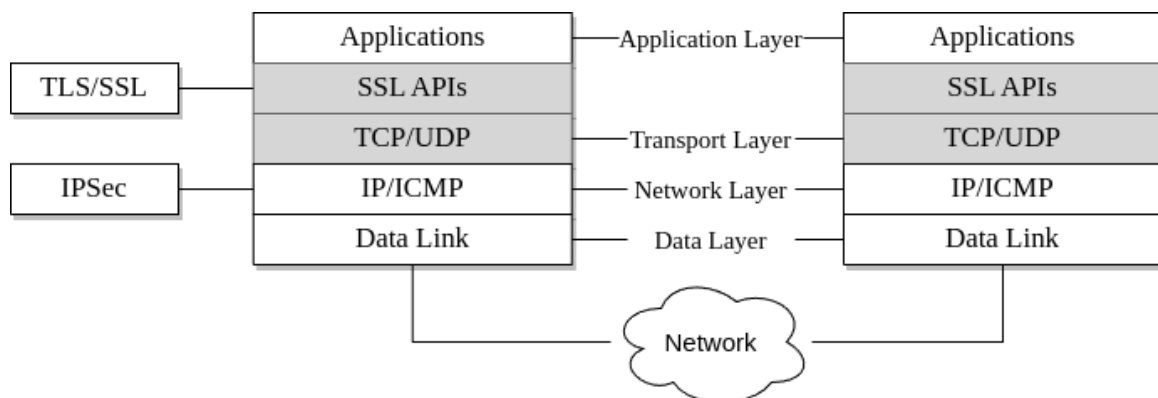 Applications
Application Layer
Applications
TLS/SSL
SSL APIs
SSL APIs
TCP/UDP
Transport Layer
TCP/UDP
IPSec
IP/ICMP
Network Layer
IP/ICMP
Data Link
Data Layer
Data Link
Network